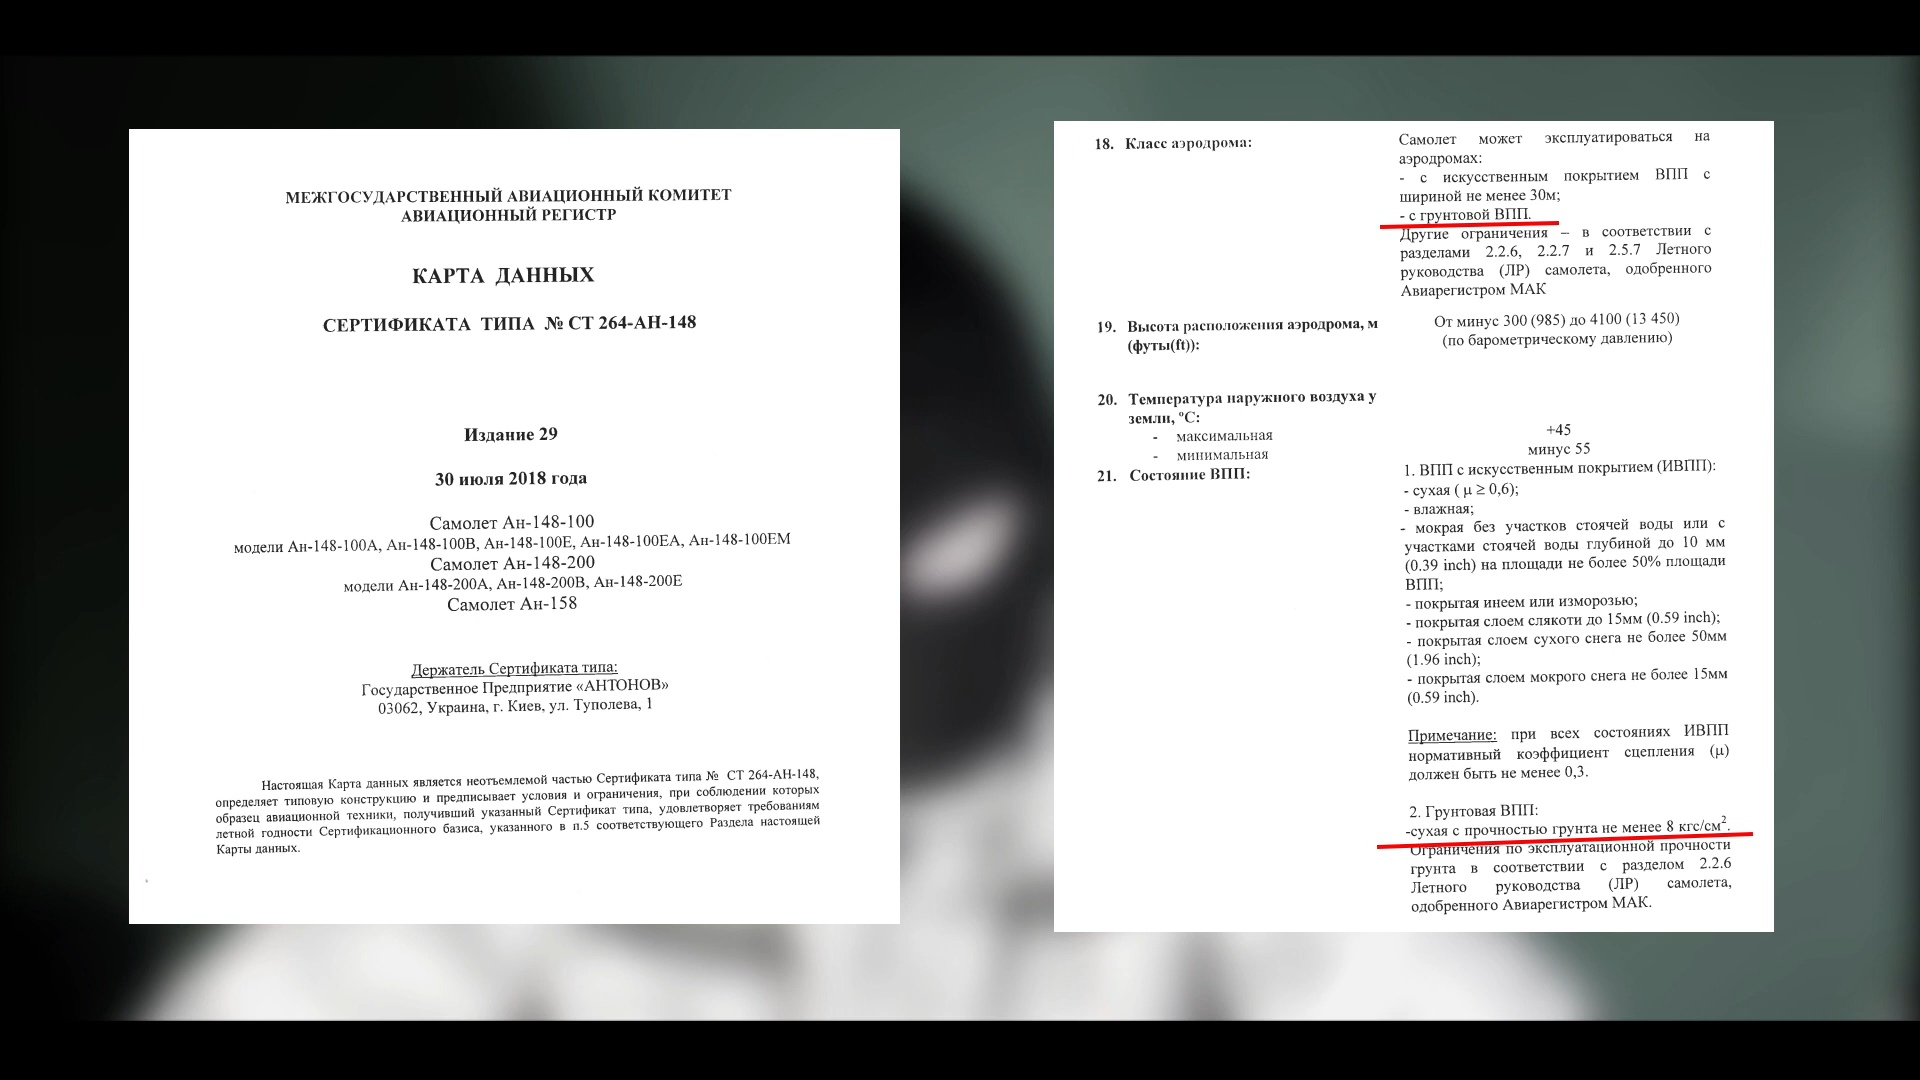 МЕЖГОСУДАРСТВЕННЫЙ АВИАЦИОННЫЙ КОМИТЕТ
АВИАЦИОННЫЙ РЕГИСТР
КАРТА ДАННЫХ
СЕРТИФИКАТА ТИПА № СТ 264-АН-148
Издание 29
30 июля 2018 года
Самолет Ан-148-100
модели Ан-148-100А, Ан-148-100В, Ан-148-100Е, Ан-148-100ЕА, Ан-148-100ЕМ
Самолет Ан-148-200
модели Ан-148-200А, Ан-148-200В, Ан-148-200Е
Самолет Ан-158
Держатель Сертификата типа:
Государственное Предприятие «АНТОНОВ»
03062, Украина, г. Киев, ул. Туполева, 1
Настоящая Карта данных является неотъемлемой частью Сертификата типа № СТ 264-АН-148,
определяет типовую конструкцию и предписывает условия и ограничения, при соблюдении которых
образец авиационной техники, получивший указанный Сертификат типа, удовлетворяет требованиям
летной годности Сертификационного базиса, указанного в п.5 соответствующего Раздела настоящей
Карты данных.
18. Класс аэродрома:
Самолет может эксплуатироваться на
аэродромах:
- с искусственным покрытием ВПП с
шириной не менее 30м;
- с грунтовой ВПП.
Другие ограничения – в соответствии с
разделами 2.2.6, 2.2.7 и 2.5.7 Летного
руководства (ЛР) самолета, одобренного
Авиарегистром МАК
19. Высота расположения аэродрома, м
(футы(ft)):
От минус 300 (985) до 4100 (13 450)
(по барометрическому давлению)
20. Температура наружного воздуха у
земли, °С:
- максимальная
- минимальная
+45
минус 55
21. Состояние ВПП:
1. ВПП с искусственным покрытием (ИВПП):
- сухая ( μ ≥ 0,6);
- влажная;
- мокрая без участков стоячей воды или с
участками стоячей воды глубиной до 10 мм
(0.39 inch) на площади не более 50% площади
ВПП;
- покрытая инеем или изморозью;
- покрытая слоем слякоти до 15мм (0.59 inch);
- покрытая слоем сухого снега не более 50мм
(1.96 inch);
- покрытая слоем мокрого снега не более 15мм
(0.59 inch).
Примечание: при всех состояниях ИВПП
нормативный коэффициент сцепления (μ)
должен быть не менее 0,3.
2. Грунтовая ВПП:
-сухая с прочностью грунта не менее 8 кгс/см².
Ограничения по эксплуатационной прочности
грунта в соответствии с разделом 2.2.6
Летного руководства (ЛР) самолета,
одобренного Авиарегистром МАК.